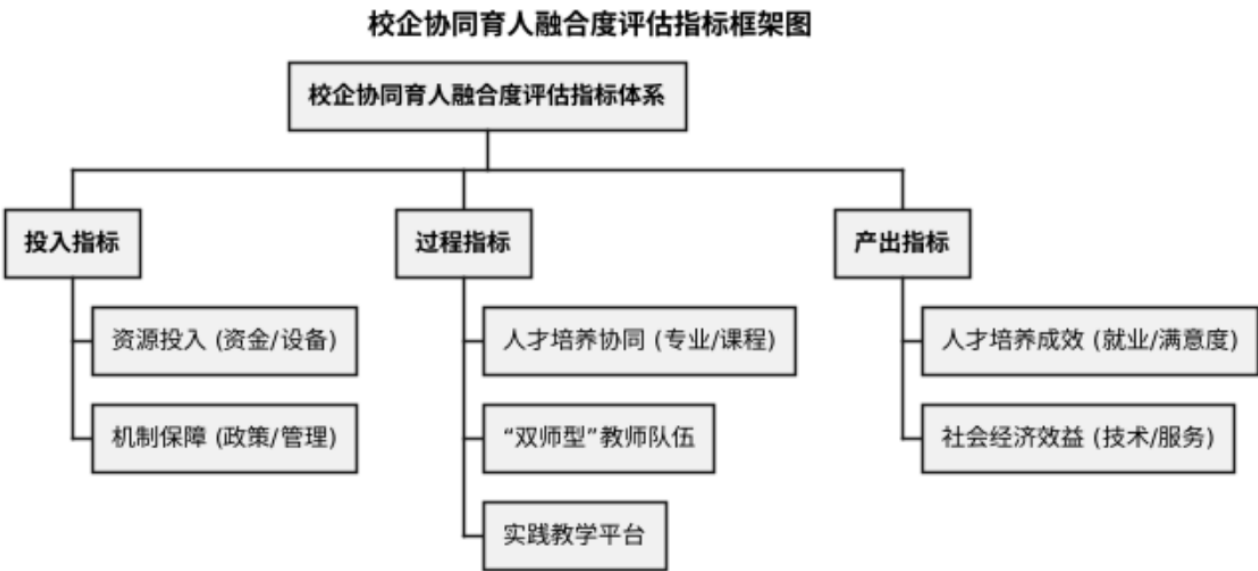 校企协同育人融合度评估指标框架图
校企协同育人融合度评估指标体系
投入指标
过程指标
产出指标
资源投入 (资金/设备)
人才培养协同 (专业/课程)
人才培养成效 (就业/满意度)
机制保障 (政策/管理)
“双师型”教师队伍
社会经济效益 (技术/服务)
实践教学平台